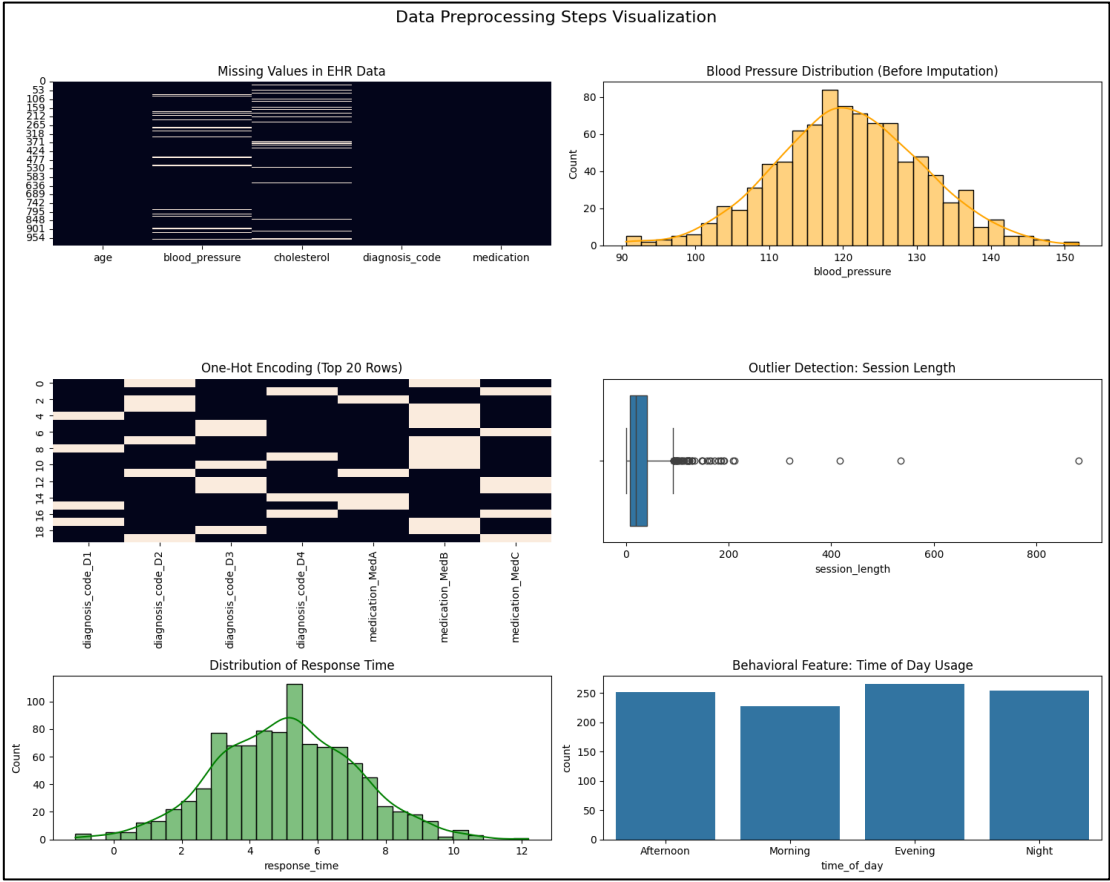 Data Preprocessing Steps Visualization
Missing Values in EHR Data
0
53
106
159
212
265
318
371
424
477
530
583
636
689
742
795
848
901
954
age blood_pressure cholesterol diagnosis_code medication
Blood Pressure Distribution (Before Imputation)
Count
80
60
40
20
0
90 100 110 120 130 140 150
blood_pressure
One-Hot Encoding (Top 20 Rows)
0
2
4
6
8
10
12
14
16
18
diagnosis_code_D1
diagnosis_code_D2
diagnosis_code_D3
diagnosis_code_D4
medication_MedA
medication_MedB
medication_MedC
Outlier Detection: Session Length
0 200 400 600 800
session_length
Distribution of Response Time
Count
100
80
60
40
20
0
0 2 4 6 8 10 12
response_time
Behavioral Feature: Time of Day Usage
count
250
200
150
100
50
0
Afternoon Morning Evening Night
time_of_day